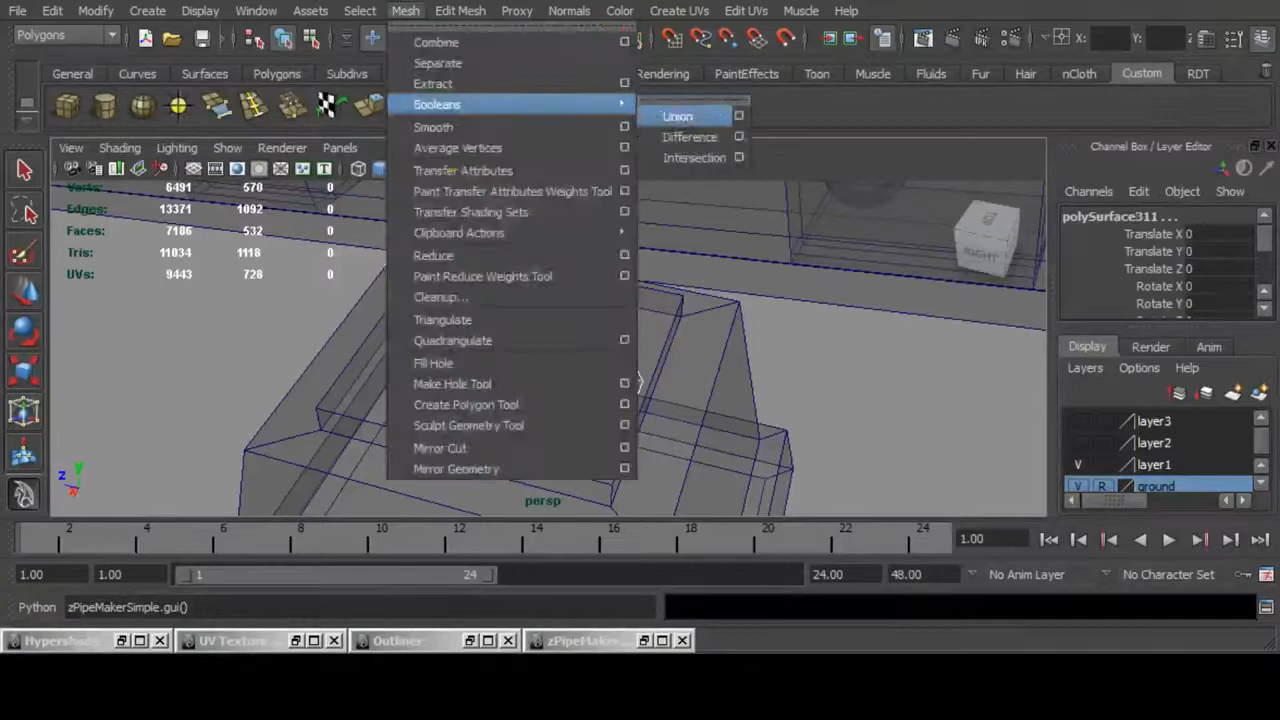 File Edit Modify Create Display Window Assets Select Mesh Edit Mesh Proxy Normals Color Create UVs Edit UVs Muscle Help
Polygons
X: Y: Z
General Curves Surfaces Polygons Subdivs Rendering PaintEffects Toon Muscle Fluids Fur Hair nCloth Custom RDT
Combine
Separate
Extract
Booleans
Smooth
Average Vertices
Transfer Attributes
Paint Transfer Attributes Weights Tool
Transfer Shading Sets
Clipboard Actions
Reduce
Paint Reduce Weights Tool
Cleanup...
Triangulate
Quadrangulate
Fill Hole
Make Hole Tool
Create Polygon Tool
Sculpt Geometry Tool
Mirror Cut
Mirror Geometry
Union
Difference
Intersection
View Shading Lighting Show Renderer Panels
Verts: 6491 570 0
Edges: 13371 1092 0
Faces: 7186 532 0
Tris: 11034 1118 0
UVs: 9443 728 0
RIGHT
y
z
persp
Channel Box / Layer Editor
Channels Edit Object Show
polySurface311 . . .
Translate X 0
Translate Y 0
Translate Z 0
Rotate X 0
Rotate Y 0
Display Render Anim
Layers Options Help
layer3
layer2
V layer1
V R ground
2 4 6 8 10 12 14 16 18 20 22 24
1.00
1.00 1.00 1 24 24.00 48.00 No Anim Layer No Character Set
Python zPipeMakerSimple.gui()
Hypershad UV Texture Outliner zPipeMaker...